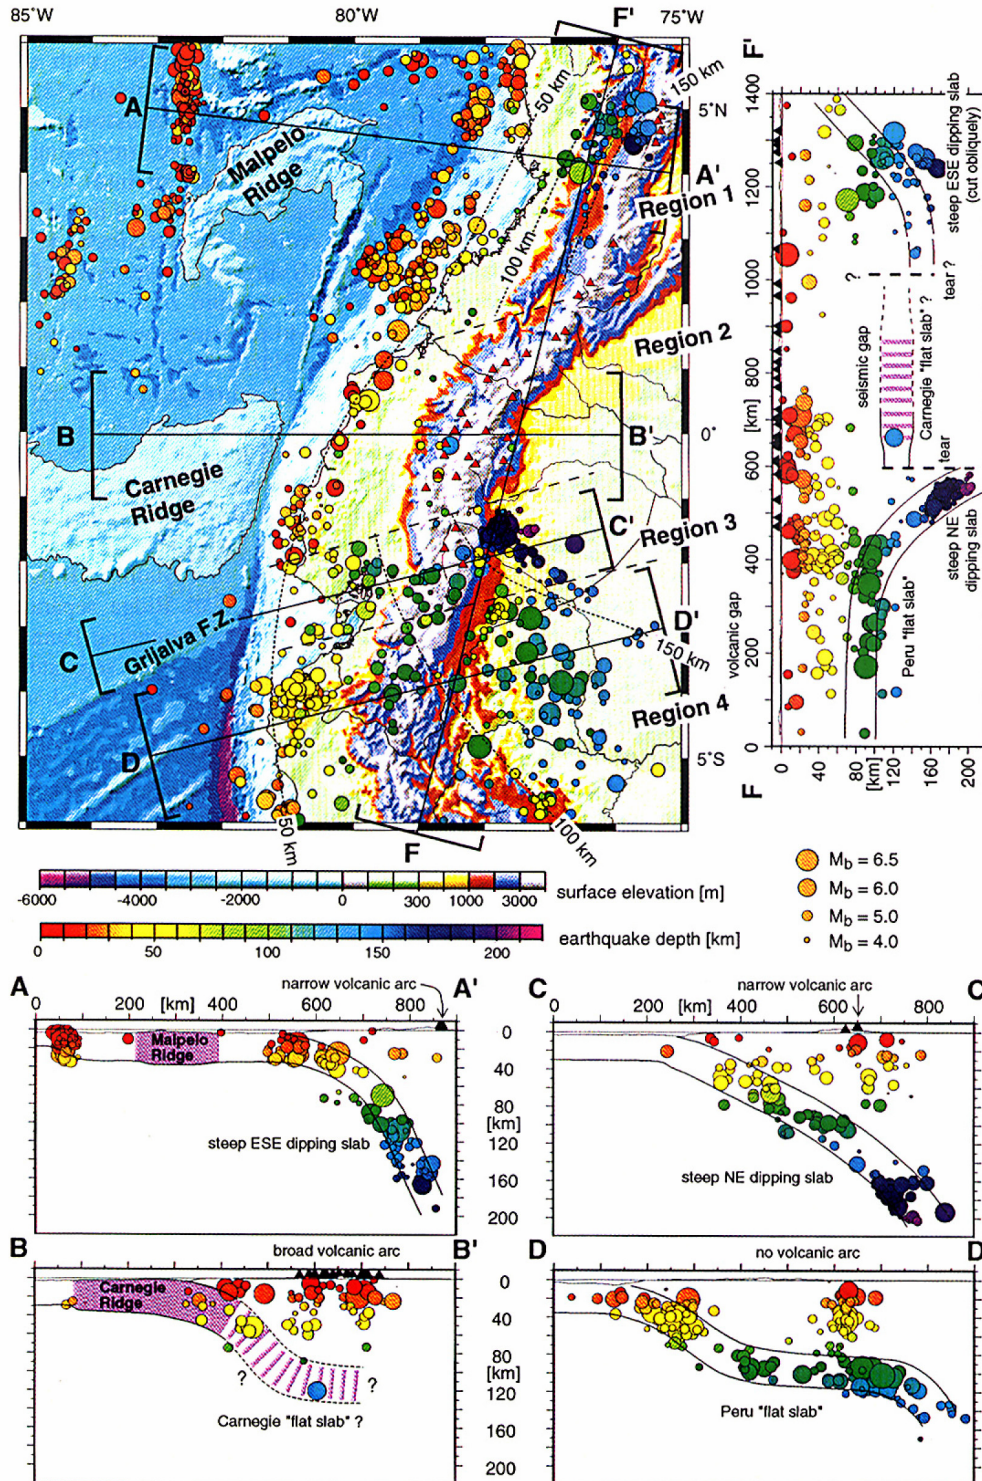 85°W 80°W 75°W
F'
50 km
150 km
A
5°N
Malpelo
Ridge
A'
Region 1
100 km
Region 2
B
B'
0°
Carnegie
Ridge
C'
Region 3
Grijalva F.Z.
C
D'
150 km
Region 4
D
5°S
50 km
F
100 km
F'
1400
1200
1000
800
[km]
600
400
200
0
F
0 40 80 [km] 120 160 200
steep ESE dipping slab
(cut obliquely)
tear ?
?
seismic gap
Carnegie "flat slab" ?
tear
steep NE
dipping slab
volcanic gap
Peru "flat slab"
-6000 -4000 -2000 0 300 1000 3000
surface elevation [m]
0 50 100 150 200
earthquake depth [km]
Mb = 6.5
Mb = 6.0
Mb = 5.0
Mb = 4.0
A
narrow volcanic arc
A'
0 200 [km] 400 600 800
Malpelo
Ridge
steep ESE dipping slab
0
40
80
[km]
120
160
200
C
narrow volcanic arc
C
0 200 [km] 400 600 800
steep NE dipping slab
B
broad volcanic arc
B'
Carnegie
Ridge
?
?
Carnegie "flat slab" ?
0
40
80
[km]
120
160
200
D
no volcanic arc
D
Peru "flat slab"